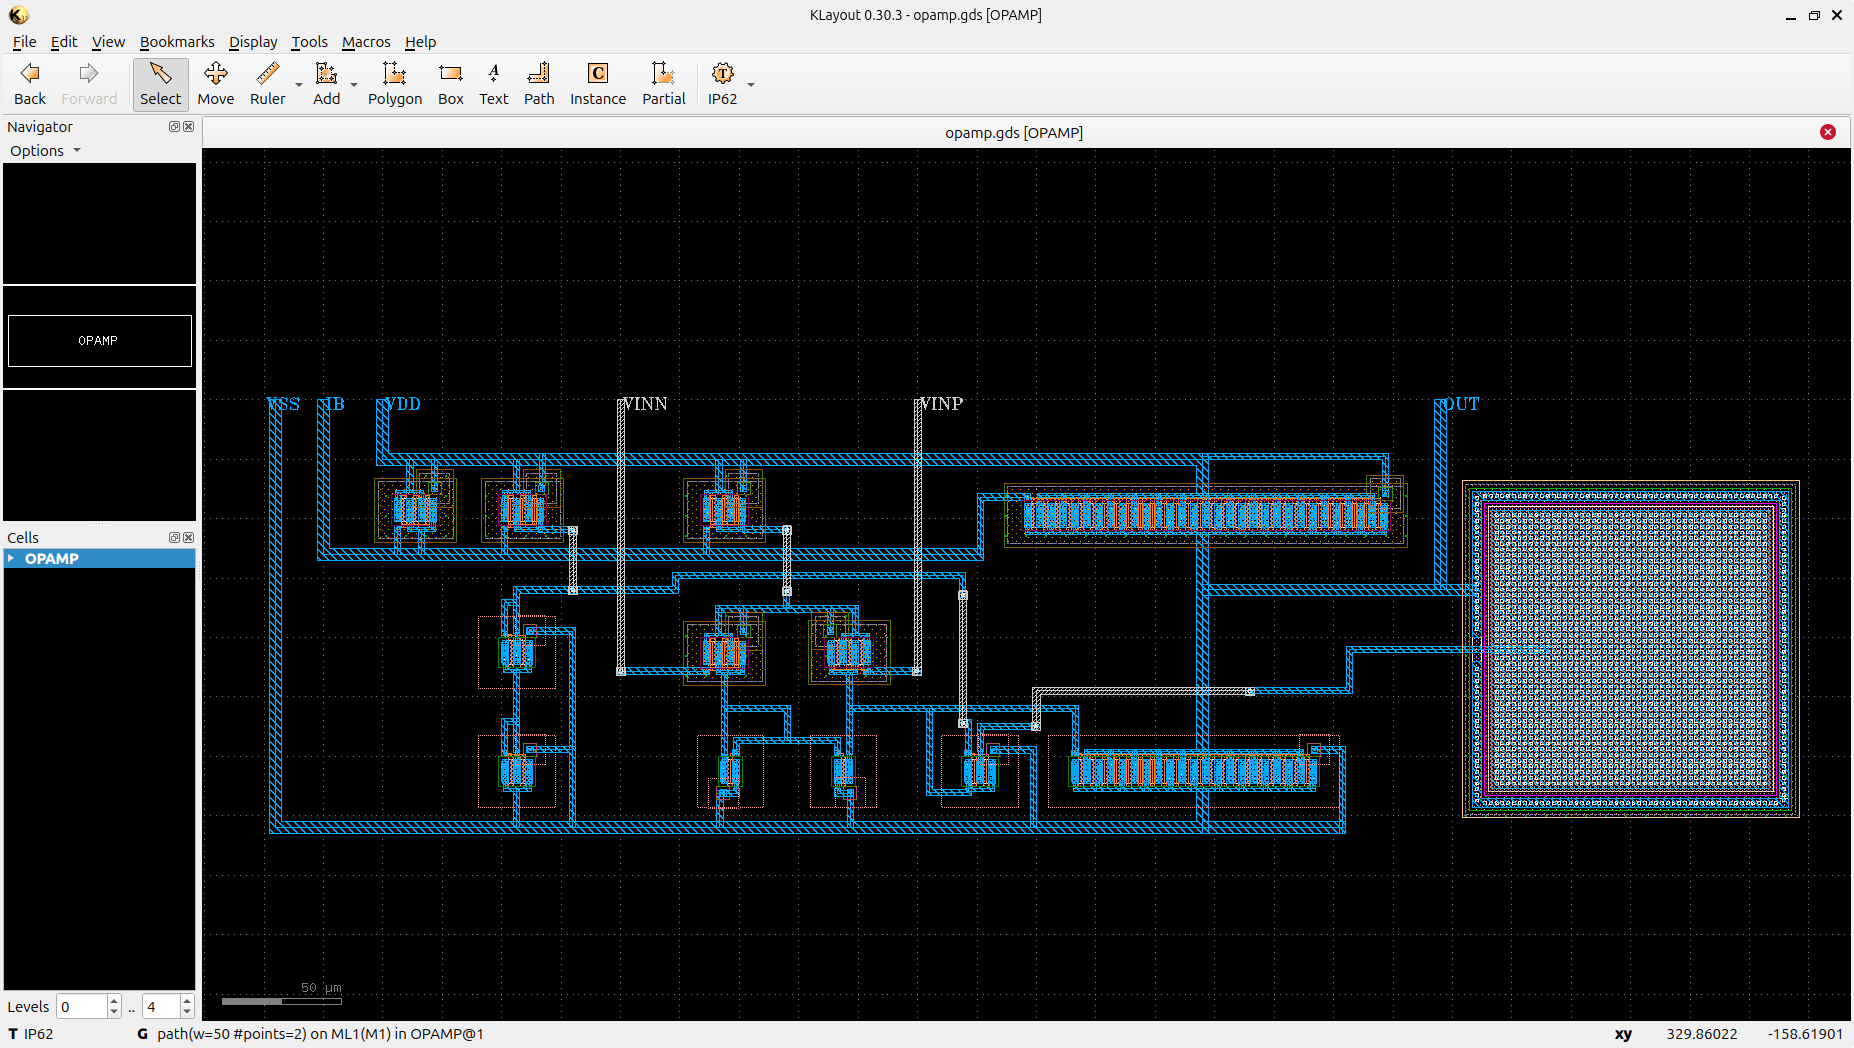 KLayout 0.30.3 - opamp.gds [OPAMP]
File Edit View Bookmarks Display Tools Macros Help
Back Forward Select Move Ruler Add Polygon Box Text Path Instance Partial IP62
Navigator
Options
OPAMP
Cells
OPAMP
Levels 0 .. 4
opamp.gds [OPAMP]
VSS IB VDD VINN VINP OUT
50 µm
T IP62 G path(w=50 #points=2) on ML1(M1) in OPAMP@1 xy 329.86022 -158.61901